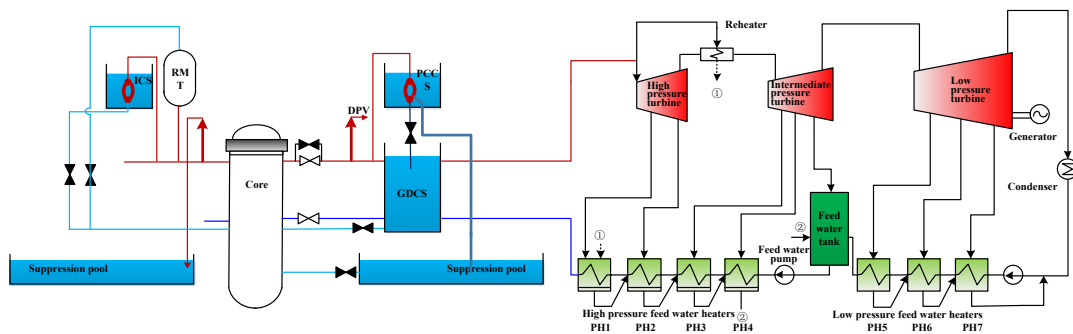 Reheater
ICS
RM
T
PCC
S
①
High
pressure
turbine
Intermediate
pressure
turbine
Low
pressure
turbine
DPV
Generator
Condenser
Core
GDCS
Feed
water
tank
①
②
Feed water
pump
Suppression pool
Suppression pool
②
High pressure feed water heaters
Low pressure feed water heaters
PH1
PH2
PH3
PH4
PH5
PH6
PH7
M